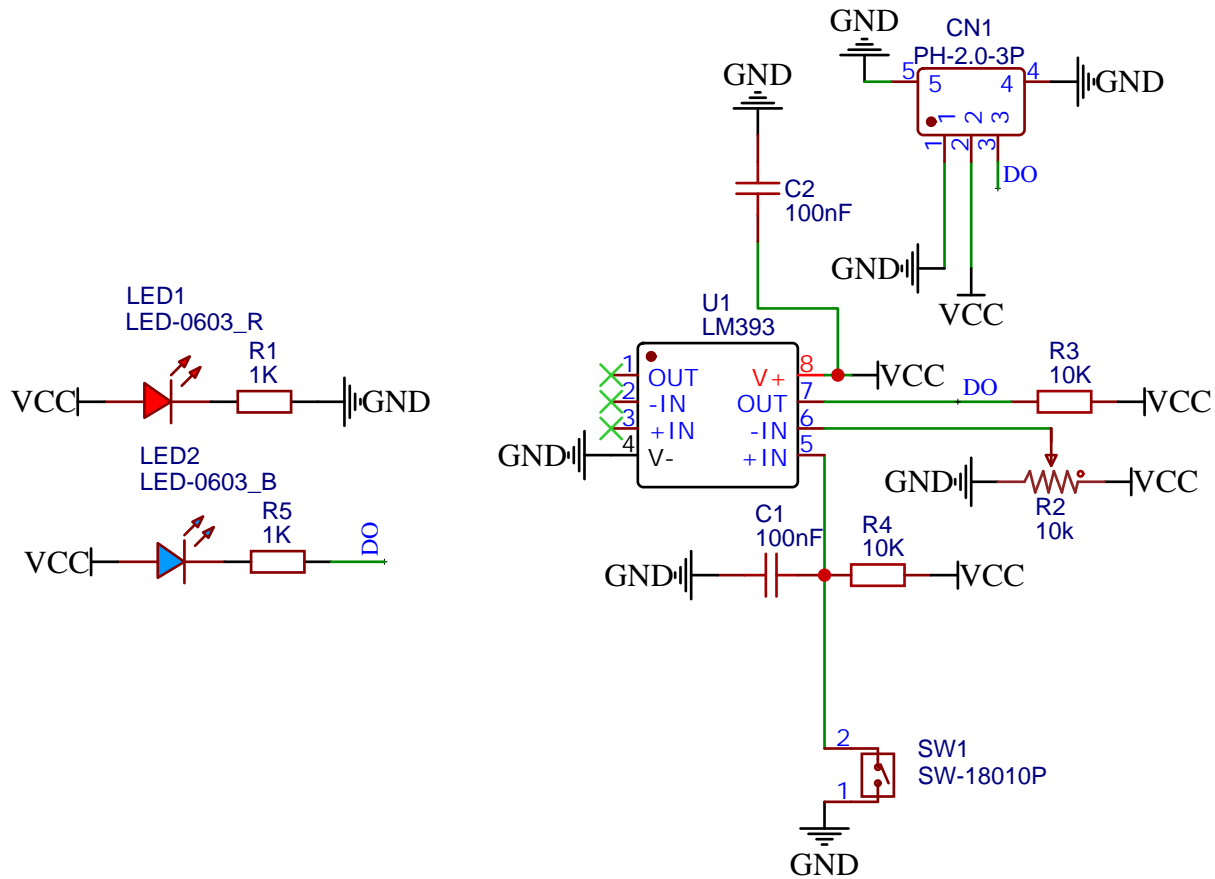 GND
CN1
PH-2.0-3P
5
5
4
4
GND
1
2
3
1
2
3
DO
GND
VCC
GND
C2
100nF
LED1
LED-0603_R
R1
1K
VCC
GND
LED2
LED-0603_B
R5
1K
VCC
DO
U1
LM393
1
OUT
2
-IN
3
+IN
4
V-
GND
V+
8
VCC
OUT
7
DO
R3
10K
VCC
-IN
6
+IN
5
GND
R2
10k
VCC
C1
100nF
GND
R4
10K
VCC
2
1
SW1
SW-18010P
GND